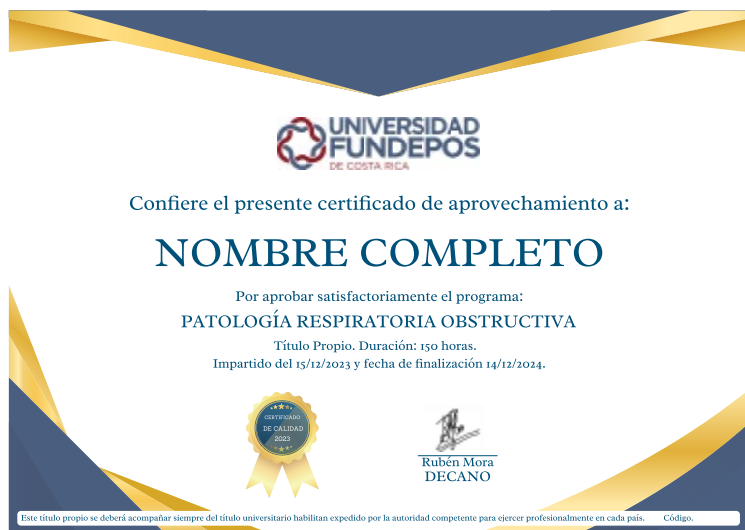 UNIVERSIDAD
FUNDEPOS
DE COSTA RICA
Confiere el presente certificado de aprovechamiento a:
NOMBRE COMPLETO
Por aprobar satisfactoriamente el programa:
PATOLOGÍA RESPIRATORIA OBSTRUCTIVA
Título Propio. Duración: 150 horas.
Impartido del 15/12/2023 y fecha de finalización 14/12/2024.
CERTIFICADO
DE CALIDAD
2023
Rubén Mora
DECANO
Este título propio se deberá acompañar siempre del título universitario habilitan expedido por la autoridad competente para ejercer profesionalmente en cada país. Código.